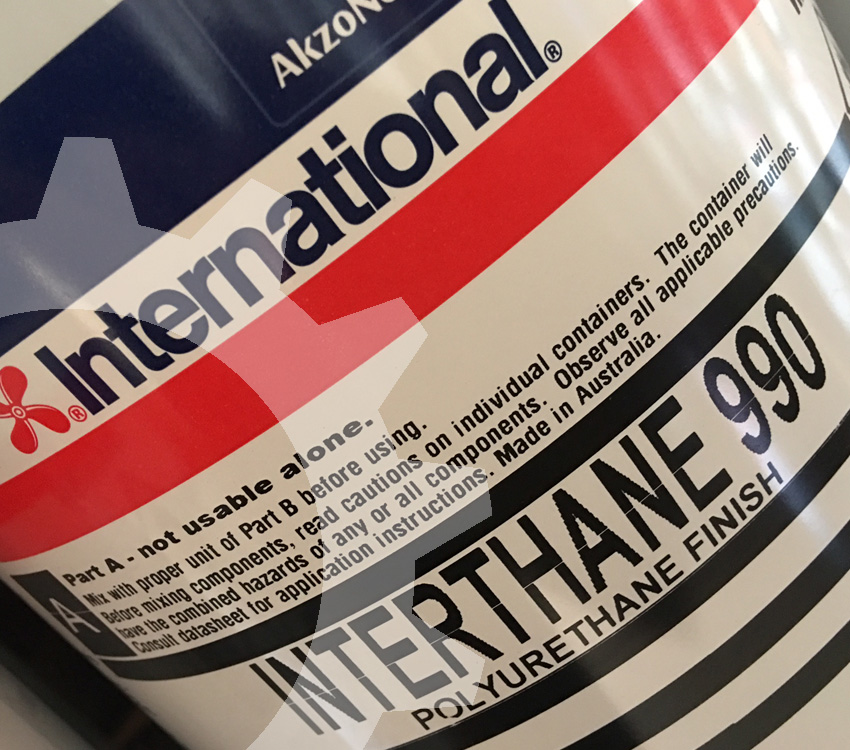 International®
®
A
Part A - not usable alone.
Mix with proper unit of Part B before using.
Before mixing components, read cautions on individual containers. The container will
have the combined hazards of any or all components. Observe all applicable precautions.
Consult datasheet for application instructions. Made in Australia.
INTERTHANE 990
POLYURETHANE FINISH